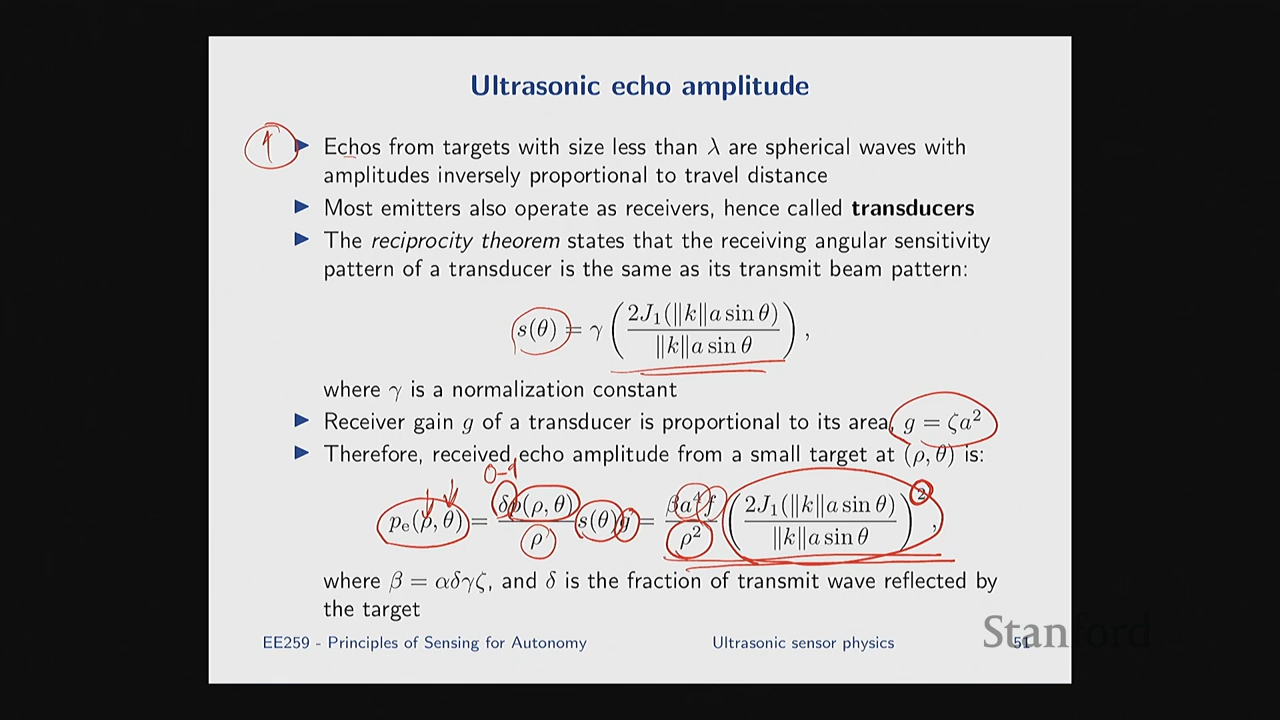 Ultrasonic echo amplitude
1
▶ Echos from targets with size less than λ are spherical waves with
amplitudes inversely proportional to travel distance
▶ Most emitters also operate as receivers, hence called transducers
▶ The reciprocity theorem states that the receiving angular sensitivity
pattern of a transducer is the same as its transmit beam pattern:
s(θ) = γ ( 2J₁(‖k‖a sin θ) / ‖k‖a sin θ ) ,
where γ is a normalization constant
▶ Receiver gain g of a transducer is proportional to its area, g = ζa²
▶ Therefore, received echo amplitude from a small target at (ρ, θ) is:
0-1
pₑ(ρ, θ) = δp(ρ, θ) / ρ s(θ)g = βa⁴f / ρ² ( 2J₁(‖k‖a sin θ) / ‖k‖a sin θ )² ,
where β = αδγζ, and δ is the fraction of transmit wave reflected by
the target
EE259 - Principles of Sensing for Autonomy Ultrasonic sensor physics 51
Stanford